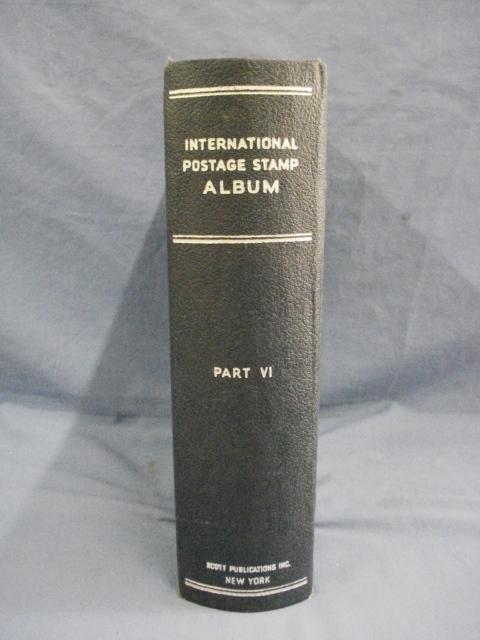 INTERNATIONAL
POSTAGE STAMP
ALBUM
PART VI
SCOTT PUBLICATIONS INC.
NEW YORK